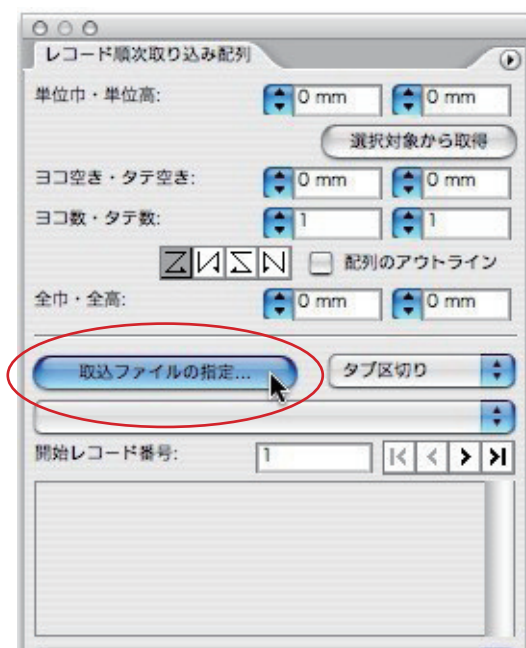 レコード順次取り込み配列
単位巾・単位高: 0 mm 0 mm
選択対象から取得
ヨコ空き・タテ空き: 0 mm 0 mm
ヨコ数・タテ数: 1 1
配列のアウトライン
全巾・全高: 0 mm 0 mm
取込ファイルの指定... タブ区切り
開始レコード番号: 1